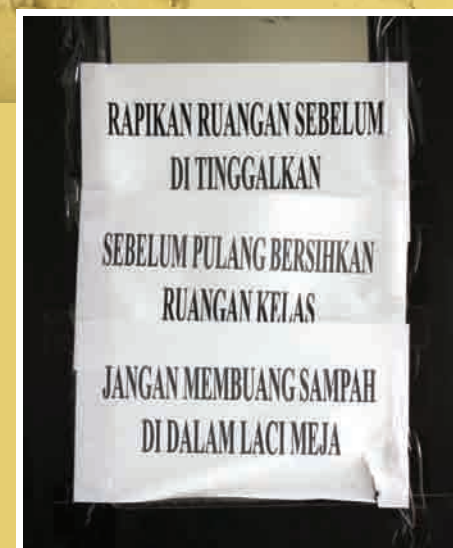 RAPIKAN RUANGAN SEBELUM
DI TINGGALKAN
SEBELUM PULANG BERSIHKAN
RUANGAN KELAS
JANGAN MEMBUANG SAMPAH
DI DALAM LACI MEJA